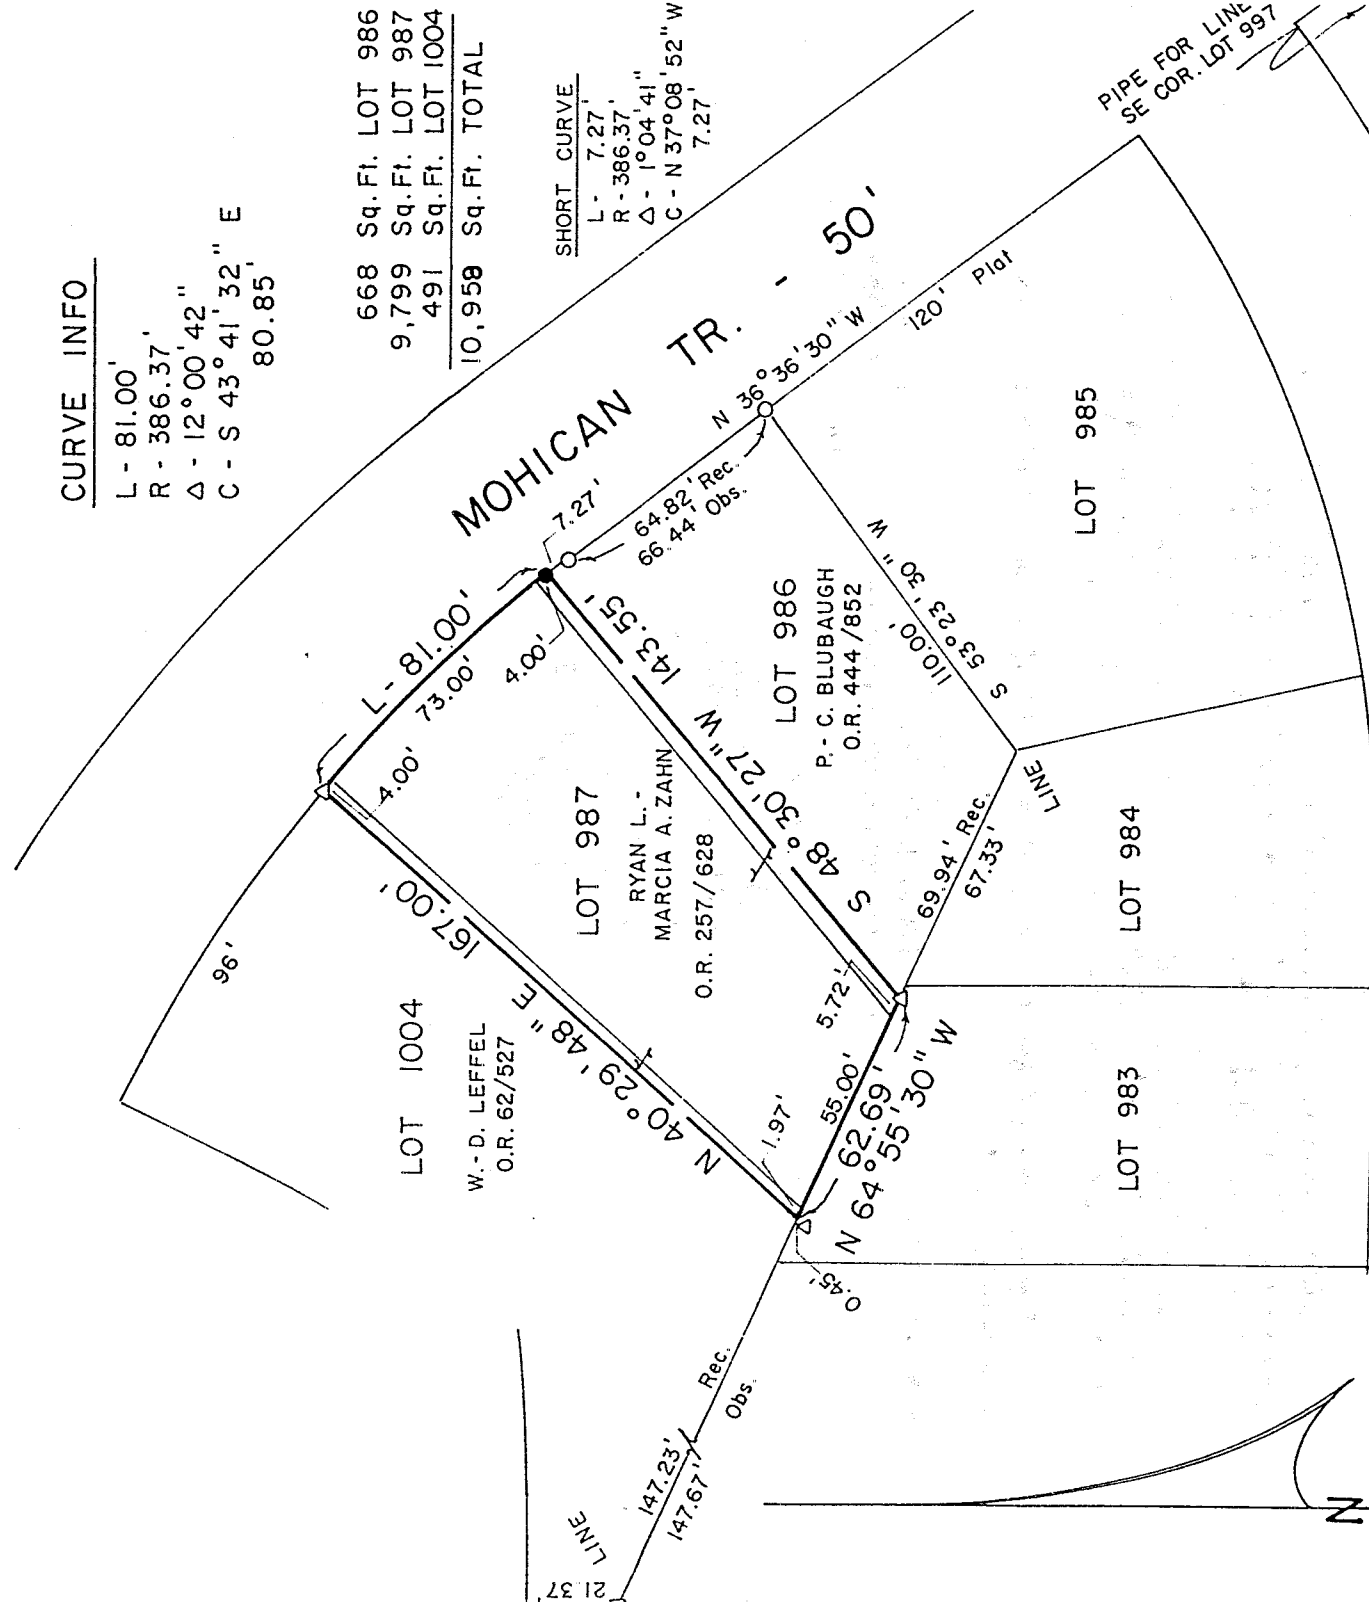 CURVE INFO
L - 81.00'
R - 386.37'
Δ - 12°00'42"
C - S 43°41'32" E
80.85'
668 Sq.Ft. LOT 986
9,799 Sq.Ft. LOT 987
491 Sq.Ft. LOT 1004
10,958 Sq.Ft. TOTAL
SHORT CURVE
L - 7.27'
R - 386.37'
Δ - 1°04'41"
C - N 37°08'52" W
7.27'
PIPE FOR LINE
SE COR. LOT 997
MOHICAN TR. - 50'
N 36°36'30" W
120' Plat
7.27'
64.82' Rec.
66.44' Obs.
L - 81.00'
73.00'
4.00'
4.00'
143.55'
S 48°30'27" W
LOT 986
P. - C. BLUBAUGH
O.R. 444/852
110.00'
S 53°23'30" W
LOT 985
LOT 987
RYAN L. -
MARCIA A. ZAHN
O.R. 257/628
96'
167.00'
N 40°29'48" E
LOT 1004
W. - D. LEFFEL
O.R. 62/527
69.94' Rec.
67.33'
LINE
LOT 984
5.72'
1.97'
55.00'
62.69'
N 64°55'30" W
0.45'
LOT 983
147.23' Rec.
147.67' Obs.
LINE
21.37'
N